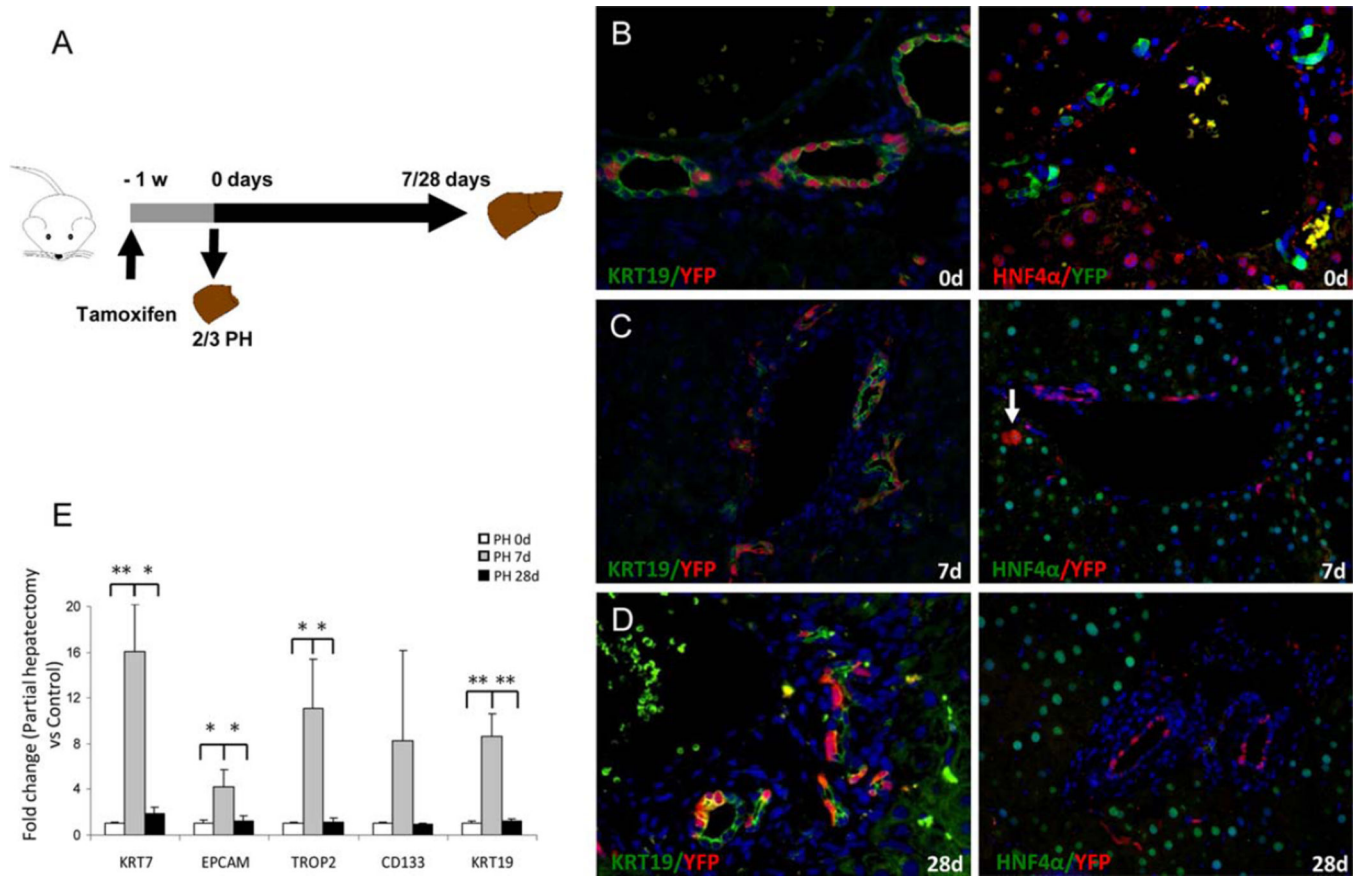 A
- 1 w
0 days
7/28 days
Tamoxifen
2/3 PH
B
KRT19/YFP
0d
HNF4α/YFP
0d
C
KRT19/YFP
7d
HNF4α/YFP
7d
D
KRT19/YFP
28d
HNF4α/YFP
28d
E
PH 0d
PH 7d
PH 28d
Fold change (Partial hepatectomy
vs Control)
20
16
12
8
4
0
** *
* *
* *
** **
KRT7
EPCAM
TROP2
CD133
KRT19